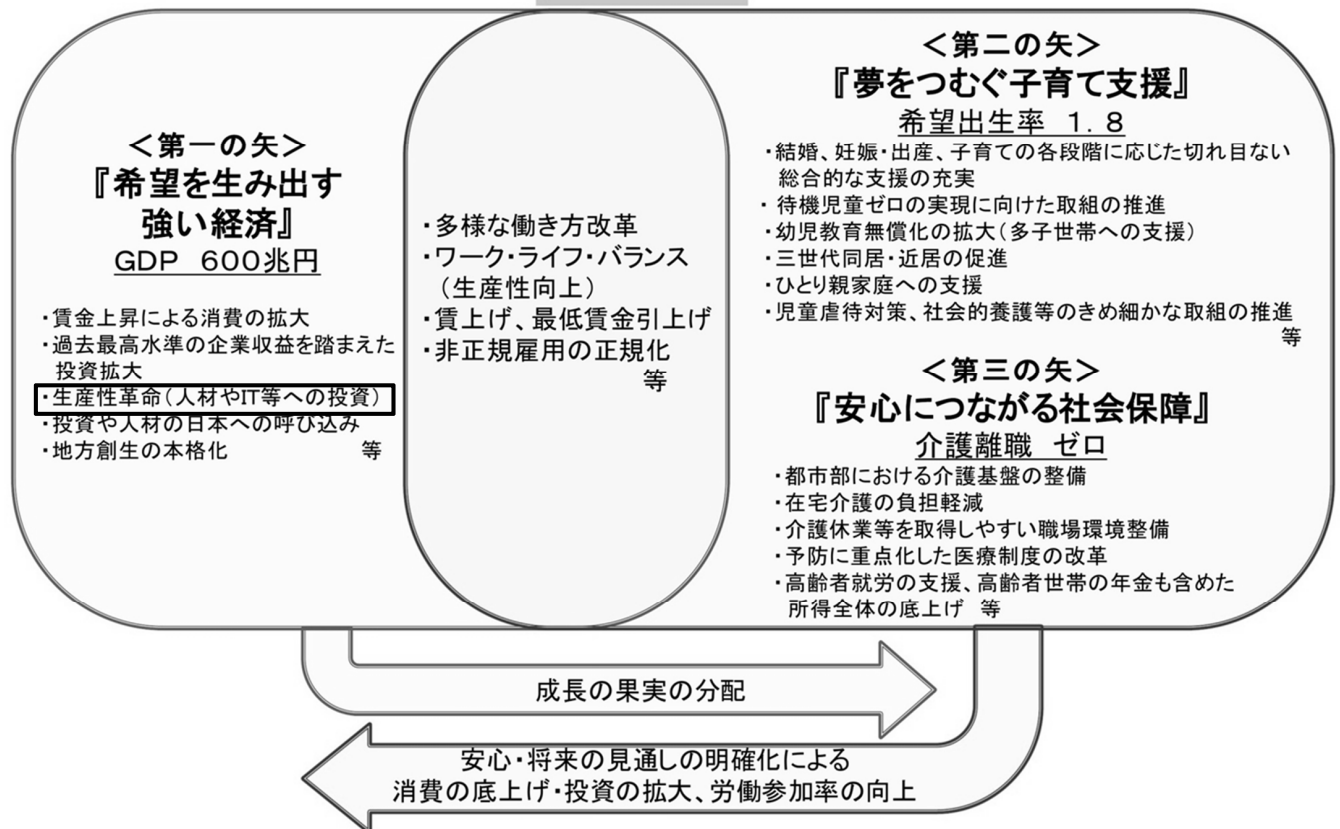 <第一の矢>
『希望を生み出す
強い経済』
GDP 600兆円
・賃金上昇による消費の拡大
・過去最高水準の企業収益を踏まえた
投資拡大
・生産性革命(人材やIT等への投資)
・投資や人材の日本への呼び込み
・地方創生の本格化 等
・多様な働き方改革
・ワーク・ライフ・バランス
(生産性向上)
・賃上げ、最低賃金引上げ
・非正規雇用の正規化
等
<第二の矢>
『夢をつむぐ子育て支援』
希望出生率 1.8
・結婚、妊娠・出産、子育ての各段階に応じた切れ目ない
総合的な支援の充実
・待機児童ゼロの実現に向けた取組の推進
・幼児教育無償化の拡大(多子世帯への支援)
・三世代同居・近居の促進
・ひとり親家庭への支援
・児童虐待対策、社会的養護等のきめ細かな取組の推進
等
<第三の矢>
『安心につながる社会保障』
介護離職 ゼロ
・都市部における介護基盤の整備
・在宅介護の負担軽減
・介護休業等を取得しやすい職場環境整備
・予防に重点化した医療制度の改革
・高齢者就労の支援、高齢者世帯の年金も含めた
所得全体の底上げ 等
成長の果実の分配
安心・将来の見通しの明確化による
消費の底上げ・投資の拡大、労働参加率の向上